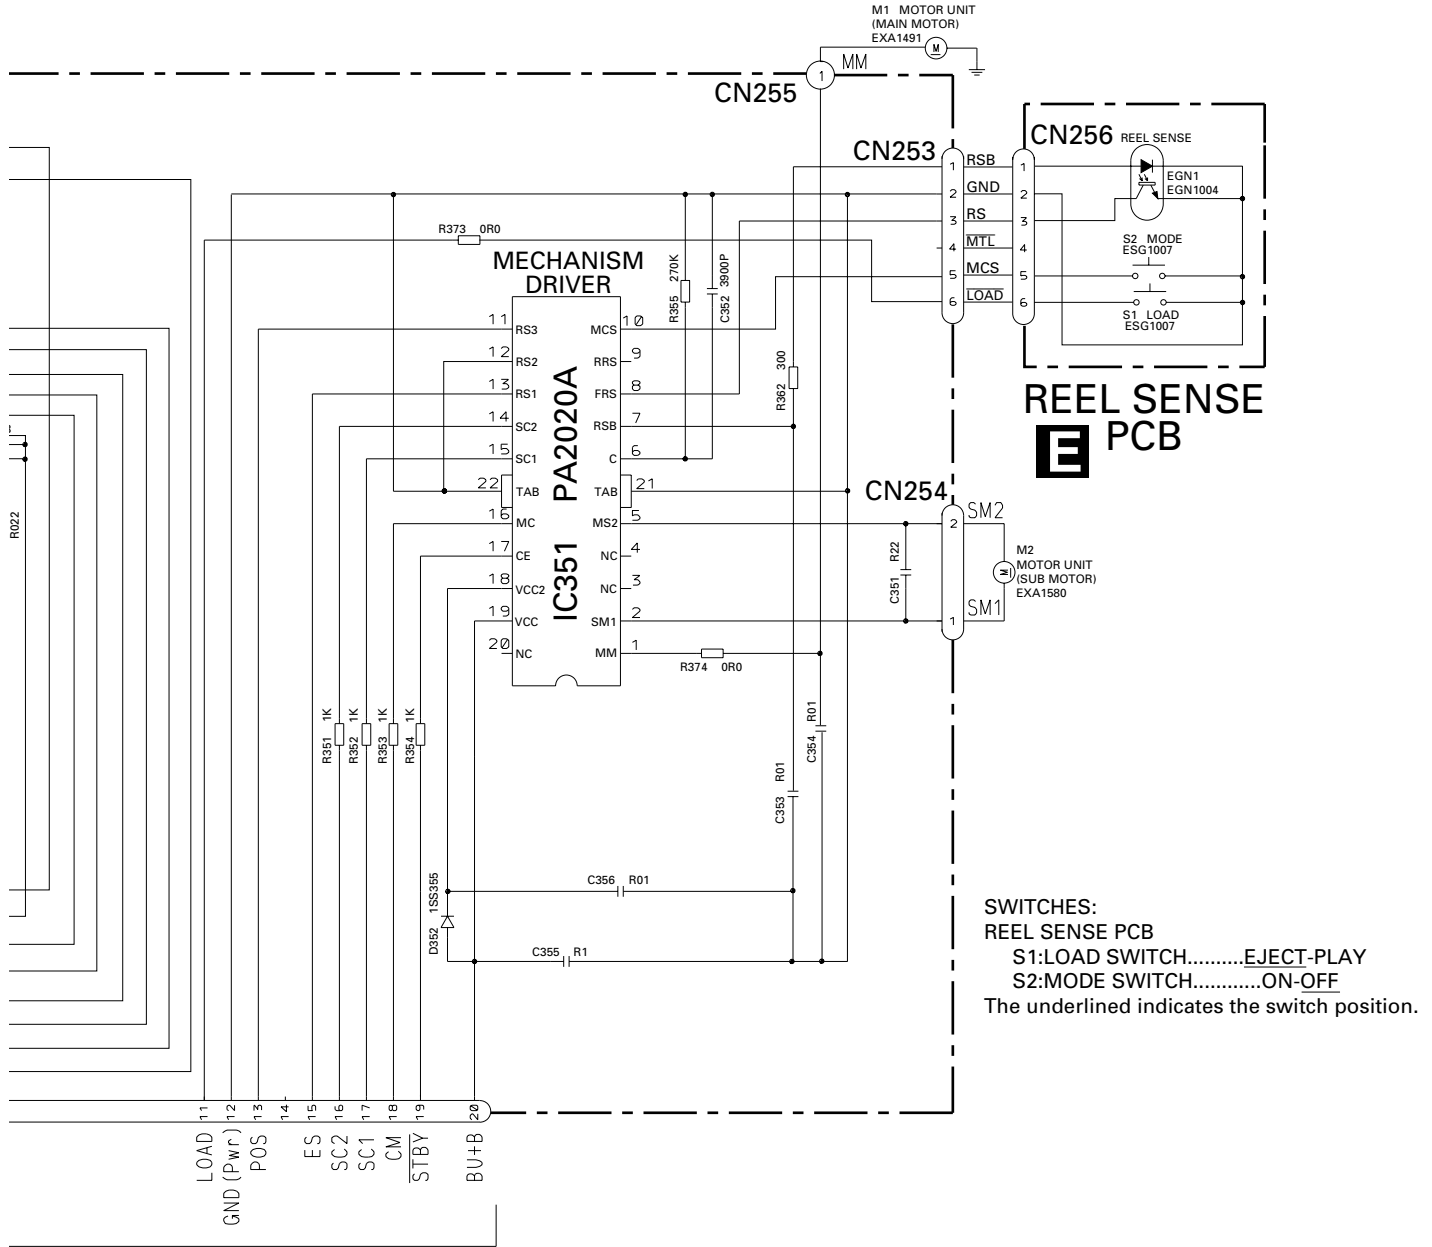 M1 MOTOR UNIT
(MAIN MOTOR)
EXA1491
M
MM
1
CN255
CN253
CN256
REEL SENSE
EGN1
EGN1004
1 RSB 1
2 GND 2
3 RS 3
4 MTL 4
5 MCS 5
6 LOAD 6
S2 MODE
ESG1007
S1 LOAD
ESG1007
REEL SENSE
E PCB
R373 0R0
R355 270K
C352 3900P
R362 300
MECHANISM
DRIVER
IC351 PA2020A
11 RS3
12 RS2
13 RS1
14 SC2
15 SC1
22 TAB
16 MC
17 CE
18 VCC2
19 VCC
20 NC
MCS 10
RRS 9
FRS 8
RSB 7
C 6
TAB 21
MS2 5
NC 4
NC 3
SM1 2
MM 1
CN254
2 SM2
1 SM1
C351 R22
M
M2
MOTOR UNIT
(SUB MOTOR)
EXA1580
R374 0R0
R022
R351 1K
R352 1K
R353 1K
R354 1K
C354 R01
C353 R01
C356 R01
C355 R1
D352 1SS355
SWITCHES:
REEL SENSE PCB
S1:LOAD SWITCH..........EJECT-PLAY
S2:MODE SWITCH............ON-OFF
The underlined indicates the switch position.
11 LOAD
12 GND(Pwr)
13 POS
14
15 ES
16 SC2
17 SC1
18 CM
19 STBY
20 BU+B